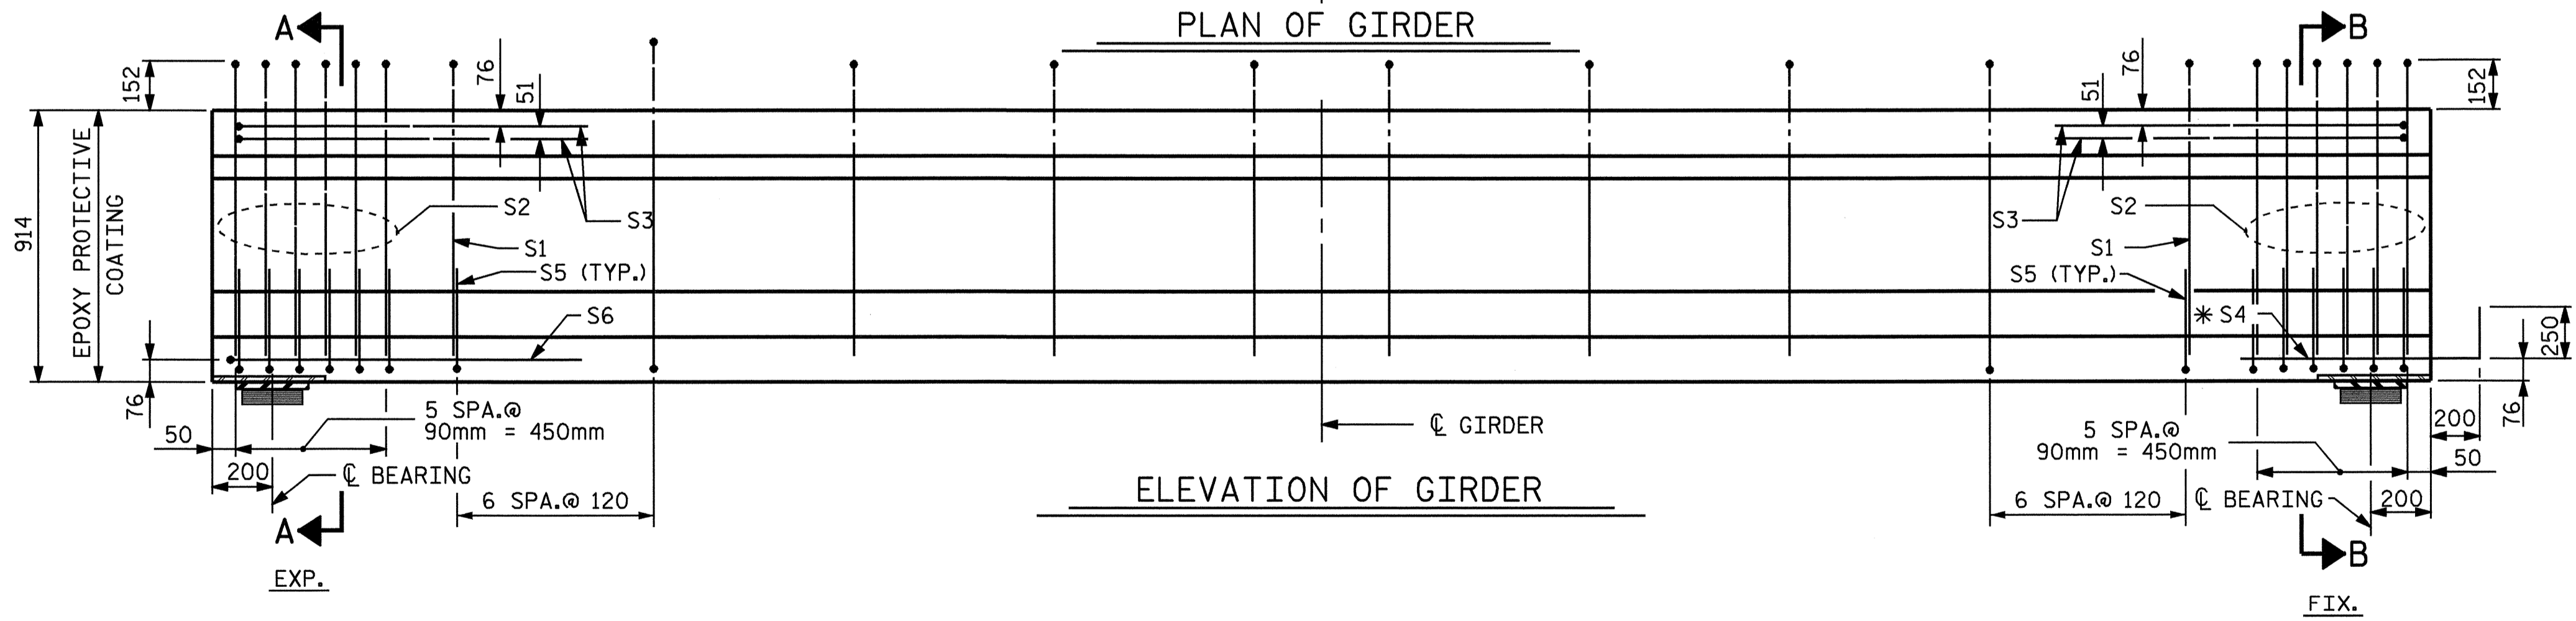 PLAN OF GIRDER
A
B
152
76
51
51
76
152
914
EPOXY PROTECTIVE
COATING
S2
S3
S1
S5 (TYP.)
S6
S3
S2
S1
S5 (TYP.)
✳ S4
250
76
50
5 SPA.@
90mm = 450mm
200
℄ BEARING
6 SPA.@ 120
A
EXP.
℄ GIRDER
ELEVATION OF GIRDER
5 SPA.@
90mm = 450mm
200
76
50
6 SPA.@ 120
℄ BEARING
200
B
FIX.